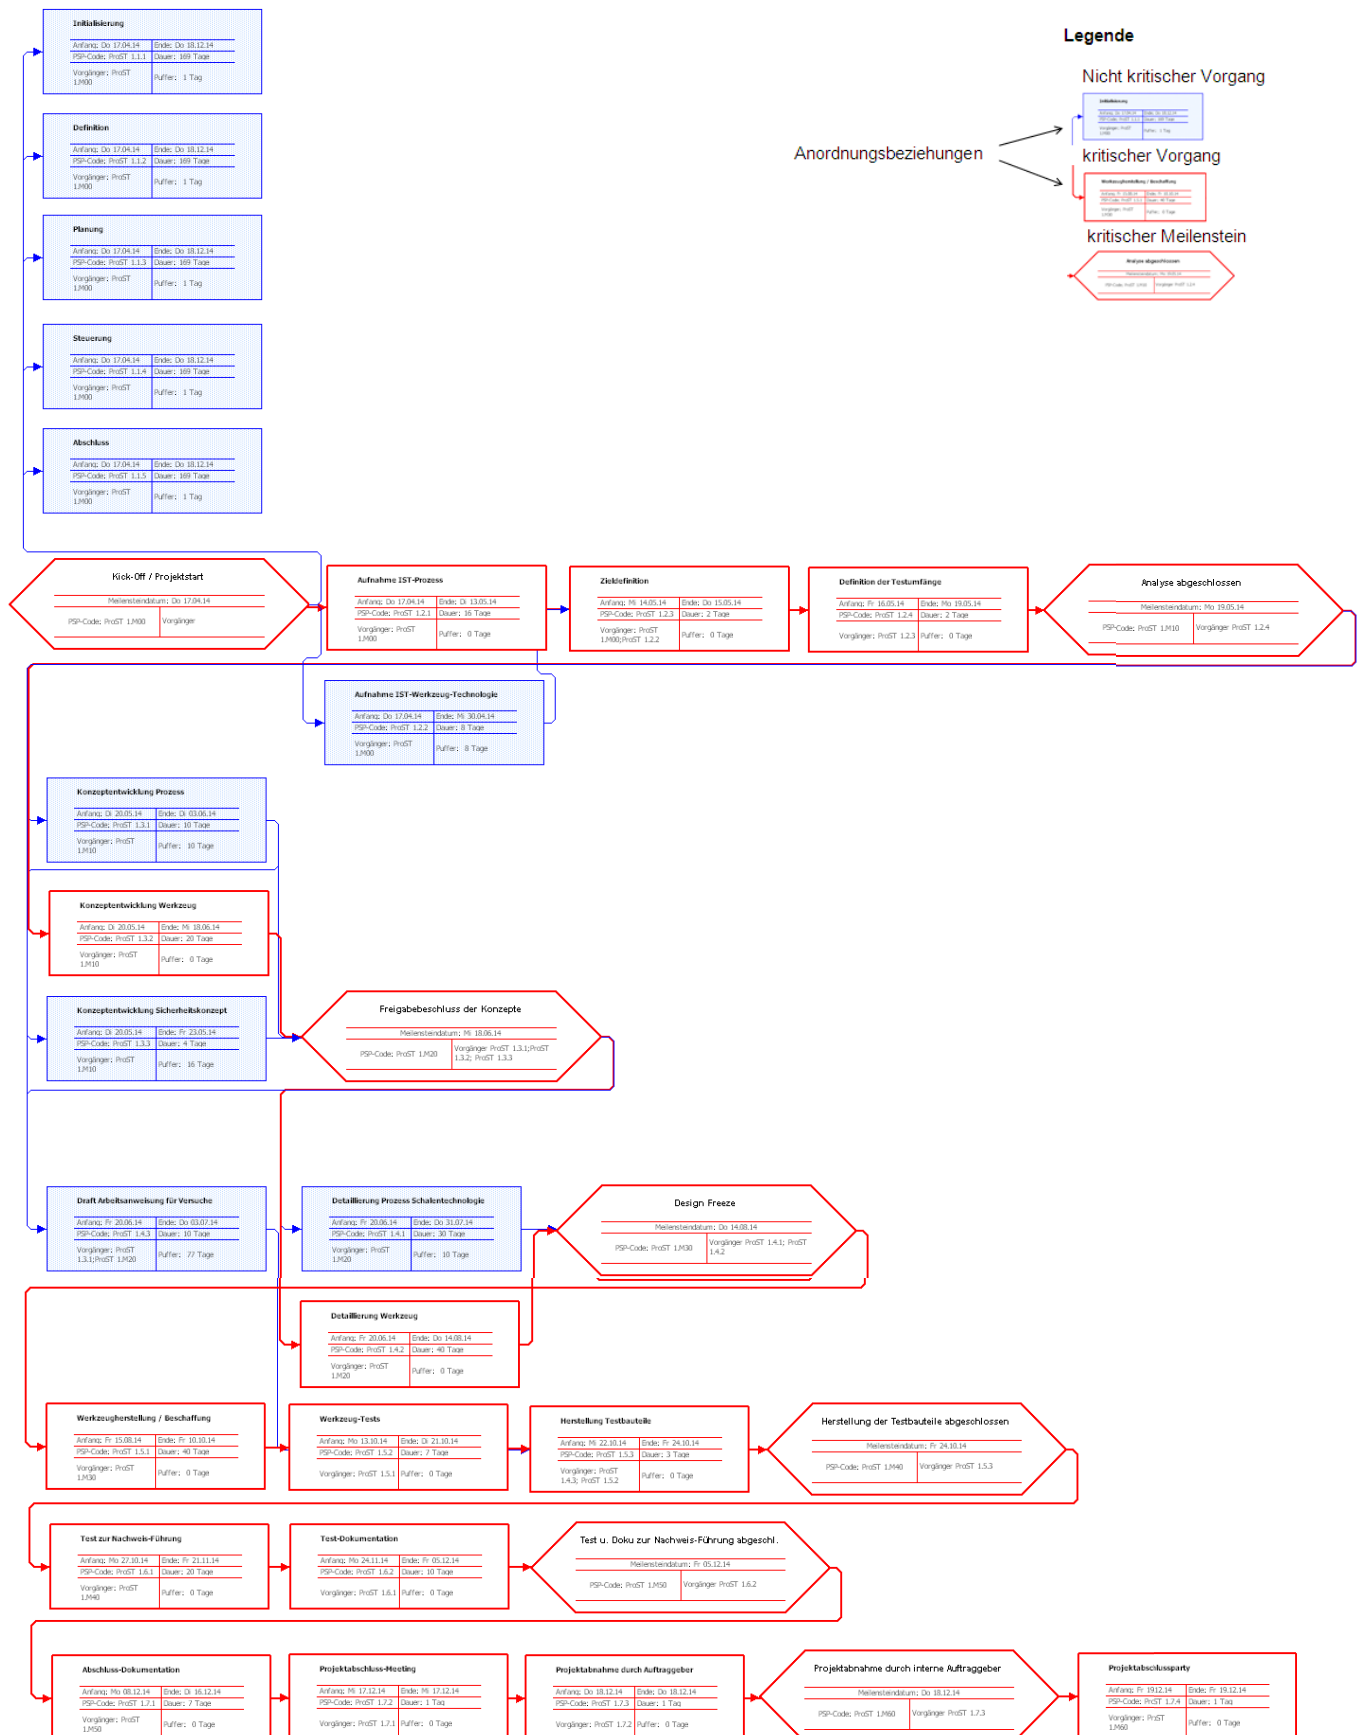 Initialisierung
Anfang: Do 17.04.14 Ende: Do 18.12.14
PSP-Code: ProST 1.1.1 Dauer: 169 Tage
Vorgänger: ProST 1.M00 Puffer: 1 Tag
Legende
Nicht kritischer Vorgang
Anordnungsbeziehungen
kritischer Vorgang
kritischer Meilenstein
Analyse abgeschlossen
Definition
Anfang: Do 17.04.14 Ende: Do 18.12.14
PSP-Code: ProST 1.1.2 Dauer: 169 Tage
Vorgänger: ProST 1.M00 Puffer: 1 Tag
Planung
Anfang: Do 17.04.14 Ende: Do 18.12.14
PSP-Code: ProST 1.1.3 Dauer: 169 Tage
Vorgänger: ProST 1.M00 Puffer: 1 Tag
Steuerung
Anfang: Do 17.04.14 Ende: Do 18.12.14
PSP-Code: ProST 1.1.4 Dauer: 169 Tage
Vorgänger: ProST 1.M00 Puffer: 1 Tag
Abschluss
Anfang: Do 17.04.14 Ende: Do 18.12.14
PSP-Code: ProST 1.1.5 Dauer: 169 Tage
Vorgänger: ProST 1.M00 Puffer: 1 Tag
Kick-Off / Projektstart
Meilensteindatum: Do 17.04.14
PSP-Code: ProST 1.M00 Vorgänger
Aufnahme IST-Prozess
Anfang: Do 17.04.14 Ende: Di 13.05.14
PSP-Code: ProST 1.2.1 Dauer: 16 Tage
Vorgänger: ProST 1.M00 Puffer: 0 Tage
Zieldefinition
Anfang: Mi 14.05.14 Ende: Do 15.05.14
PSP-Code: ProST 1.2.3 Dauer: 2 Tage
Vorgänger: ProST 1.M00;ProST 1.2.2 Puffer: 0 Tage
Definition der Testumfänge
Anfang: Fr 16.05.14 Ende: Mo 19.05.14
PSP-Code: ProST 1.2.4 Dauer: 2 Tage
Vorgänger: ProST 1.2.3 Puffer: 0 Tage
Analyse abgeschlossen
Meilensteindatum: Mo 19.05.14
PSP-Code: ProST 1.M10 Vorgänger ProST 1.2.4
Aufnahme IST-Werkzeug-Technologie
Anfang: Do 17.04.14 Ende: Mi 30.04.14
PSP-Code: ProST 1.2.2 Dauer: 8 Tage
Vorgänger: ProST 1.M00 Puffer: 8 Tage
Konzeptentwicklung Prozess
Anfang: Di 20.05.14 Ende: Di 03.06.14
PSP-Code: ProST 1.3.1 Dauer: 10 Tage
Vorgänger: ProST 1.M10 Puffer: 10 Tage
Konzeptentwicklung Werkzeug
Anfang: Di 20.05.14 Ende: Mi 18.06.14
PSP-Code: ProST 1.3.2 Dauer: 20 Tage
Vorgänger: ProST 1.M10 Puffer: 0 Tage
Konzeptentwicklung Sicherheitskonzept
Anfang: Di 20.05.14 Ende: Fr 23.05.14
PSP-Code: ProST 1.3.3 Dauer: 4 Tage
Vorgänger: ProST 1.M10 Puffer: 16 Tage
Freigabebeschluss der Konzepte
Meilensteindatum: Mi 18.06.14
PSP-Code: ProST 1.M20 Vorgänger ProST 1.3.1;ProST 1.3.2; ProST 1.3.3
Draft Arbeitsanweisung für Versuche
Anfang: Fr 20.06.14 Ende: Do 03.07.14
PSP-Code: ProST 1.4.3 Dauer: 10 Tage
Vorgänger: ProST 1.3.1;ProST 1.M20 Puffer: 77 Tage
Detaillierung Prozess Schalentechnologie
Anfang: Fr 20.06.14 Ende: Do 31.07.14
PSP-Code: ProST 1.4.1 Dauer: 30 Tage
Vorgänger: ProST 1.M20 Puffer: 10 Tage
Design Freeze
Meilensteindatum: Do 14.08.14
PSP-Code: ProST 1.M30 Vorgänger ProST 1.4.1; ProST 1.4.2
Detaillierung Werkzeug
Anfang: Fr 20.06.14 Ende: Do 14.08.14
PSP-Code: ProST 1.4.2 Dauer: 40 Tage
Vorgänger: ProST 1.M20 Puffer: 0 Tage
Werkzeugherstellung / Beschaffung
Anfang: Fr 15.08.14 Ende: Fr 10.10.14
PSP-Code: ProST 1.5.1 Dauer: 40 Tage
Vorgänger: ProST 1.M30 Puffer: 0 Tage
Werkzeug-Tests
Anfang: Mo 13.10.14 Ende: Di 21.10.14
PSP-Code: ProST 1.5.2 Dauer: 7 Tage
Vorgänger: ProST 1.5.1 Puffer: 0 Tage
Herstellung Testbauteile
Anfang: Mi 22.10.14 Ende: Fr 24.10.14
PSP-Code: ProST 1.5.3 Dauer: 3 Tage
Vorgänger: ProST 1.4.3; ProST 1.5.2 Puffer: 0 Tage
Herstellung der Testbauteile abgeschlossen
Meilensteindatum: Fr 24.10.14
PSP-Code: ProST 1.M40 Vorgänger ProST 1.5.3
Test zur Nachweis-Führung
Anfang: Mo 27.10.14 Ende: Fr 21.11.14
PSP-Code: ProST 1.6.1 Dauer: 20 Tage
Vorgänger: ProST 1.M40 Puffer: 0 Tage
Test-Dokumentation
Anfang: Mo 24.11.14 Ende: Fr 05.12.14
PSP-Code: ProST 1.6.2 Dauer: 10 Tage
Vorgänger: ProST 1.6.1 Puffer: 0 Tage
Test u. Doku zur Nachweis-Führung abgeschl.
Meilensteindatum: Fr 05.12.14
PSP-Code: ProST 1.M50 Vorgänger ProST 1.6.2
Abschluss-Dokumentation
Anfang: Mo 08.12.14 Ende: Di 16.12.14
PSP-Code: ProST 1.7.1 Dauer: 7 Tage
Vorgänger: ProST 1.M50 Puffer: 0 Tage
Projektabschluss-Meeting
Anfang: Mi 17.12.14 Ende: Mi 17.12.14
PSP-Code: ProST 1.7.2 Dauer: 1 Tag
Vorgänger: ProST 1.7.1 Puffer: 0 Tage
Projektabnahme durch Auftraggeber
Anfang: Do 18.12.14 Ende: Do 18.12.14
PSP-Code: ProST 1.7.3 Dauer: 1 Tag
Vorgänger: ProST 1.7.2 Puffer: 0 Tage
Projektabnahme durch interne Auftraggeber
Meilensteindatum: Do 18.12.14
PSP-Code: ProST 1.M60 Vorgänger ProST 1.7.3
Projektabschlussparty
Anfang: Fr 19.12.14 Ende: Fr 19.12.14
PSP-Code: ProST 1.7.4 Dauer: 1 Tag
Vorgänger: ProST 1.M60 Puffer: 0 Tage